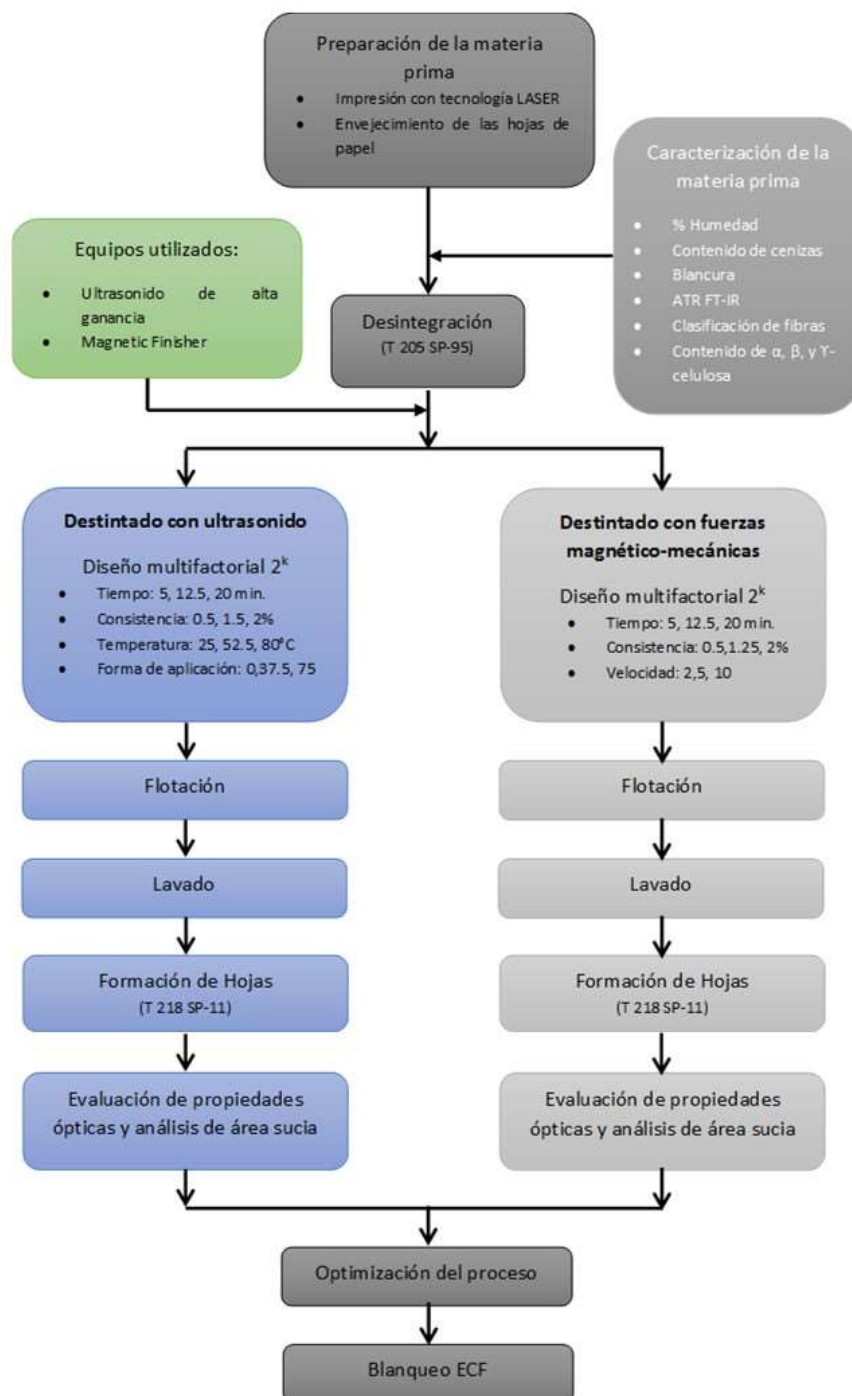 Preparación de la materia
prima
• Impresión con tecnología LASER
• Envejecimiento de las hojas de
papel
Caracterización de la
materia prima
• % Humedad
• Contenido de cenizas
• Blancura
• ATR FT-IR
• Clasificación de fibras
• Contenido de α, β, y ϒ-
celulosa
Equipos utilizados:
• Ultrasonido de alta
ganancia
• Magnetic Finisher
Desintegración
(T 205 SP-95)
Destintado con ultrasonido
Diseño multifactorial 2ᵏ
• Tiempo: 5, 12.5, 20 min.
• Consistencia: 0.5, 1.5, 2%
• Temperatura: 25, 52.5, 80°C
• Forma de aplicación: 0,37.5, 75
Flotación
Lavado
Formación de Hojas
(T 218 SP-11)
Evaluación de propiedades
ópticas y análisis de área sucia
Destintado con fuerzas
magnético-mecánicas
Diseño multifactorial 2ᵏ
• Tiempo: 5, 12.5, 20 min.
• Consistencia: 0.5,1.25, 2%
• Velocidad: 2,5, 10
Flotación
Lavado
Formación de Hojas
(T 218 SP-11)
Evaluación de propiedades
ópticas y análisis de área sucia
Optimización del proceso
Blanqueo ECF